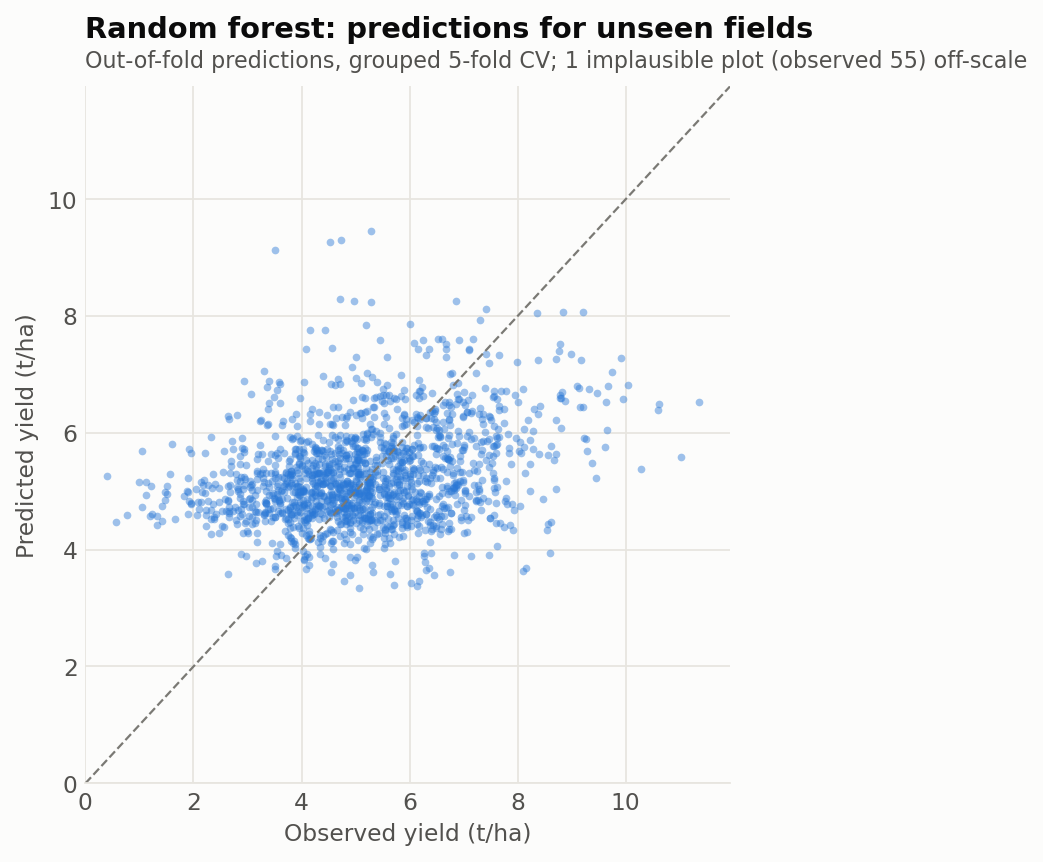 Random forest: predictions for unseen fields
Out-of-fold predictions, grouped 5-fold CV; 1 implausible plot (observed 55) off-scale
10
8
6
4
2
0
Predicted yield (t/ha)
0 2 4 6 8 10
Observed yield (t/ha)